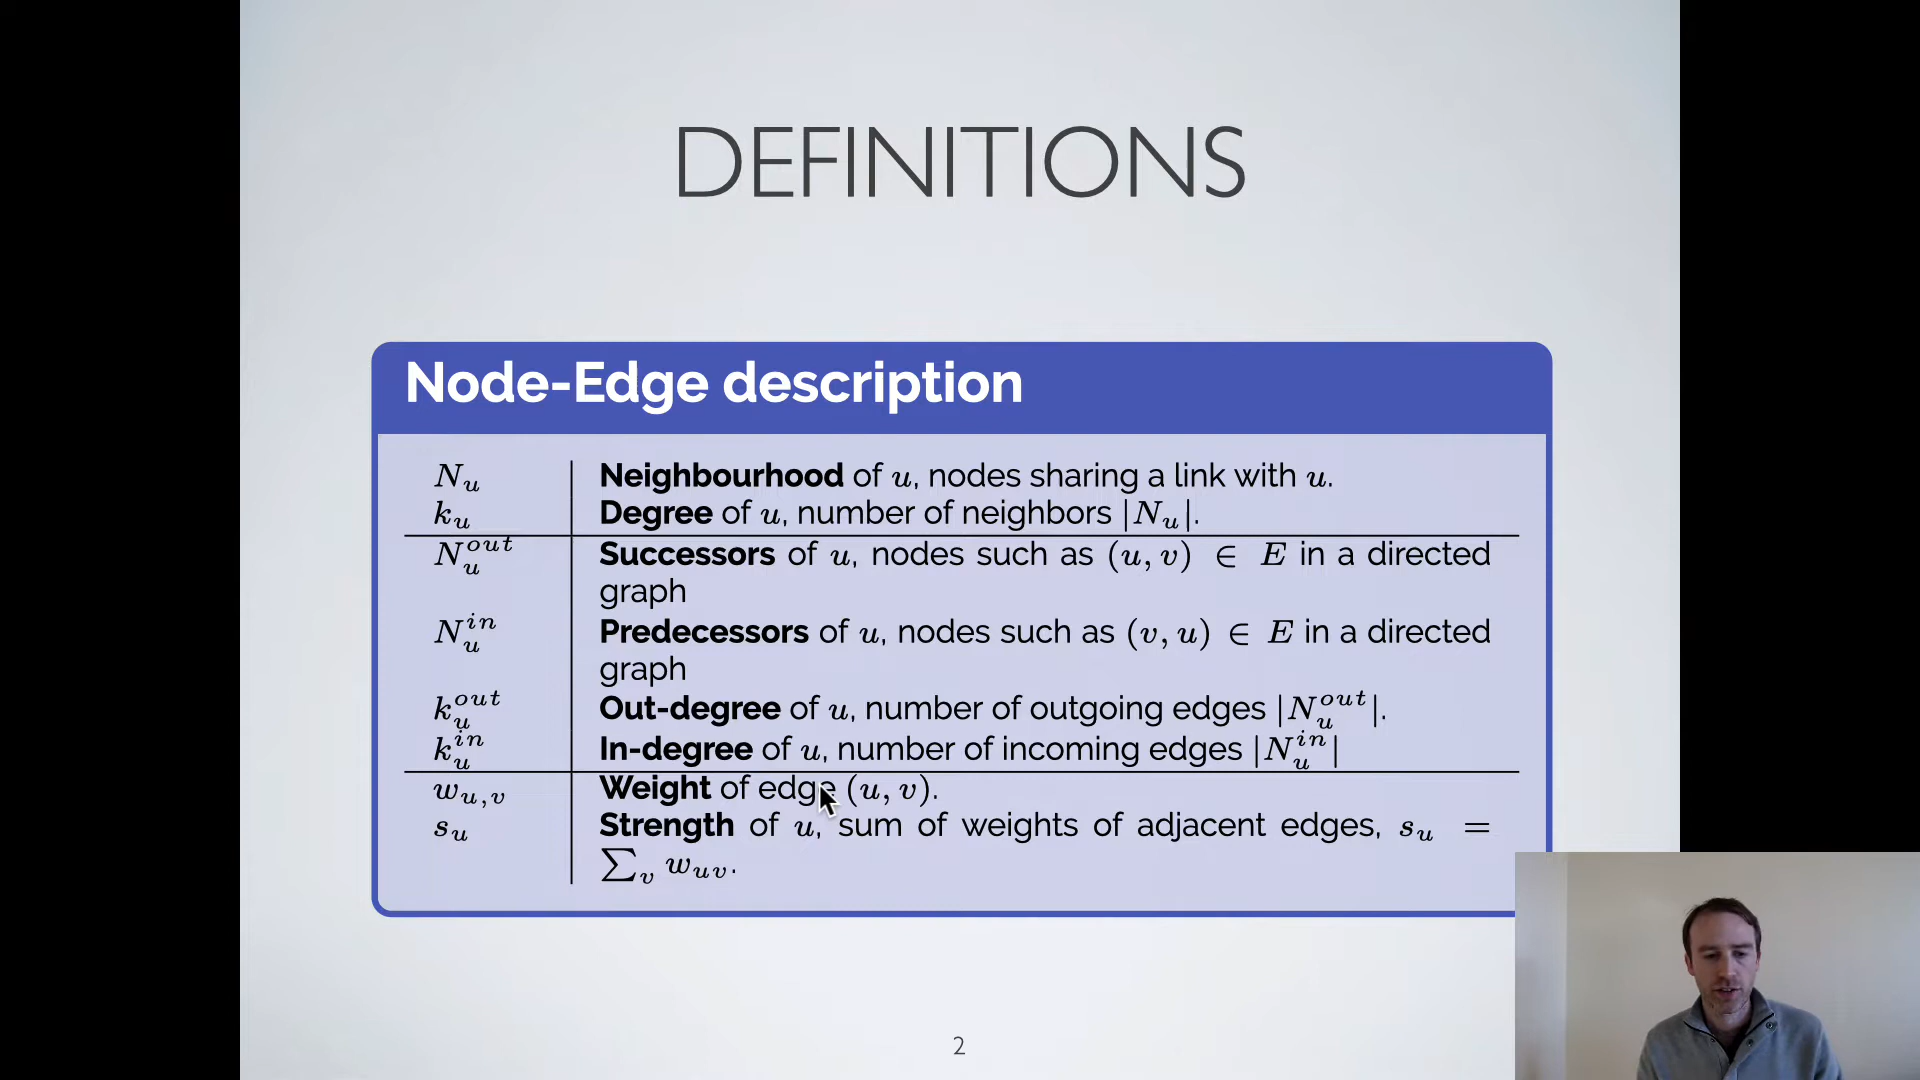 DEFINITIONS
Node-Edge description
N_u Neighbourhood of u, nodes sharing a link with u.
k_u Degree of u, number of neighbors |N_u|.
N_u^{out} Successors of u, nodes such as (u, v) ∈ E in a directed
graph
N_u^{in} Predecessors of u, nodes such as (v, u) ∈ E in a directed
graph
k_u^{out} Out-degree of u, number of outgoing edges |N_u^{out}|.
k_u^{in} In-degree of u, number of incoming edges |N_u^{in}|
w_{u,v} Weight of edge (u, v).
s_u Strength of u, sum of weights of adjacent edges, s_u =
∑_v w_{uv}.
2